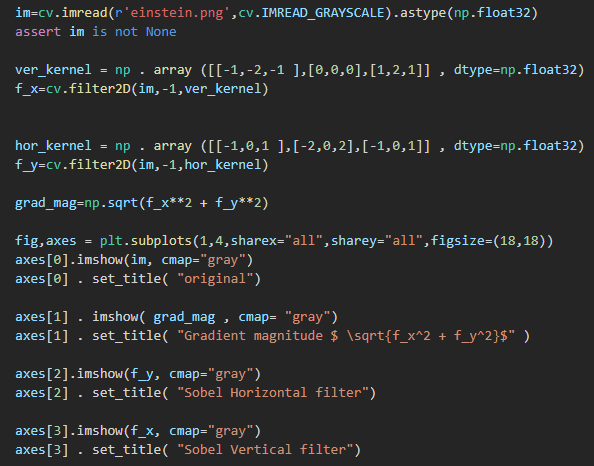 im=cv.imread(r'einstein.png',cv.IMREAD_GRAYSCALE).astype(np.float32)
assert im is not None
ver_kernel = np . array ([[-1,-2,-1 ],[0,0,0],[1,2,1]] , dtype=np.float32)
f_x=cv.filter2D(im,-1,ver_kernel)
hor_kernel = np . array ([[-1,0,1 ],[-2,0,2],[-1,0,1]] , dtype=np.float32)
f_y=cv.filter2D(im,-1,hor_kernel)
grad_mag=np.sqrt(f_x**2 + f_y**2)
fig,axes = plt.subplots(1,4,sharex="all",sharey="all",figsize=(18,18))
axes[0].imshow(im, cmap="gray")
axes[0] . set_title( "original")
axes[1] . imshow( grad_mag , cmap= "gray")
axes[1] . set_title( "Gradient magnitude $ \sqrt{f_x^2 + f_y^2}$" )
axes[2].imshow(f_y, cmap="gray")
axes[2] . set_title( "Sobel Horizontal filter")
axes[3].imshow(f_x, cmap="gray")
axes[3] . set_title( "Sobel Vertical filter")